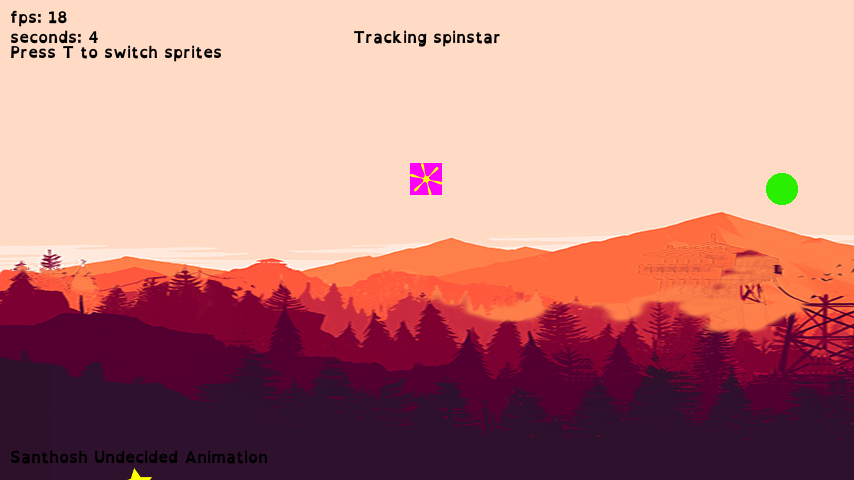 fps: 18
seconds: 4
Press T to switch sprites
Tracking spinstar
Santhosh Undecided Animation